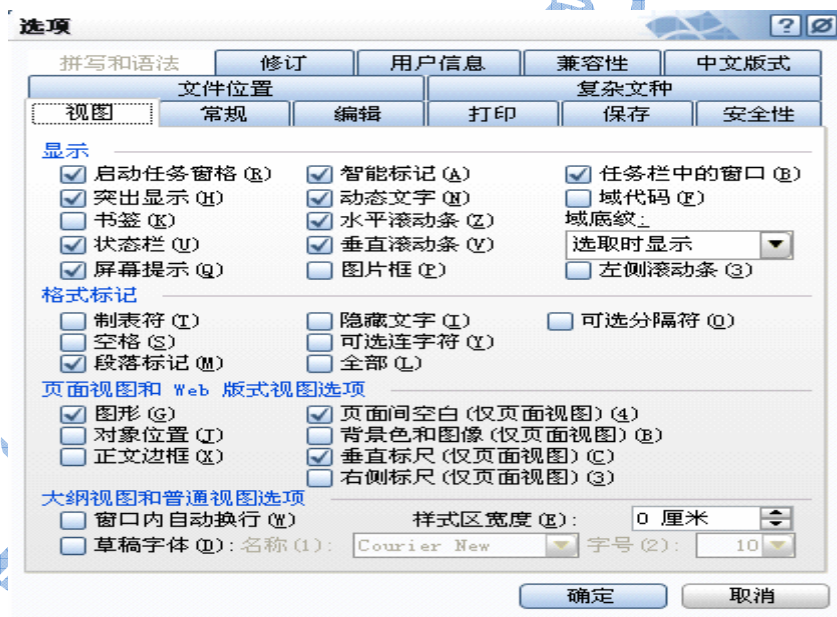 选项
拼写和语法 修订 用户信息 兼容性 中文版式
文件位置 复杂文种
视图 常规 编辑 打印 保存 安全性
显示
启动任务窗格(R) 智能标记(A) 任务栏中的窗口(B)
突出显示(H) 动态文字(N) 域代码(F)
书签(K) 水平滚动条(Z) 域底纹:
状态栏(U) 垂直滚动条(V) 选取时显示
屏幕提示(Q) 图片框(P) 左侧滚动条(3)
格式标记
制表符(T) 隐藏文字(I) 可选分隔符(O)
空格(S) 可选连字符(Y)
段落标记(M) 全部(L)
页面视图和 Web 版式视图选项
图形(G) 页面间空白(仅页面视图)(4)
对象位置(J) 背景色和图像(仅页面视图)(B)
正文边框(X) 垂直标尺(仅页面视图)(C)
右侧标尺(仅页面视图)(3)
大纲视图和普通视图选项
窗口内自动换行(W) 样式区宽度(E): 0 厘米
草稿字体(D): 名称(1): Courier New 字号(2): 10
确定 取消